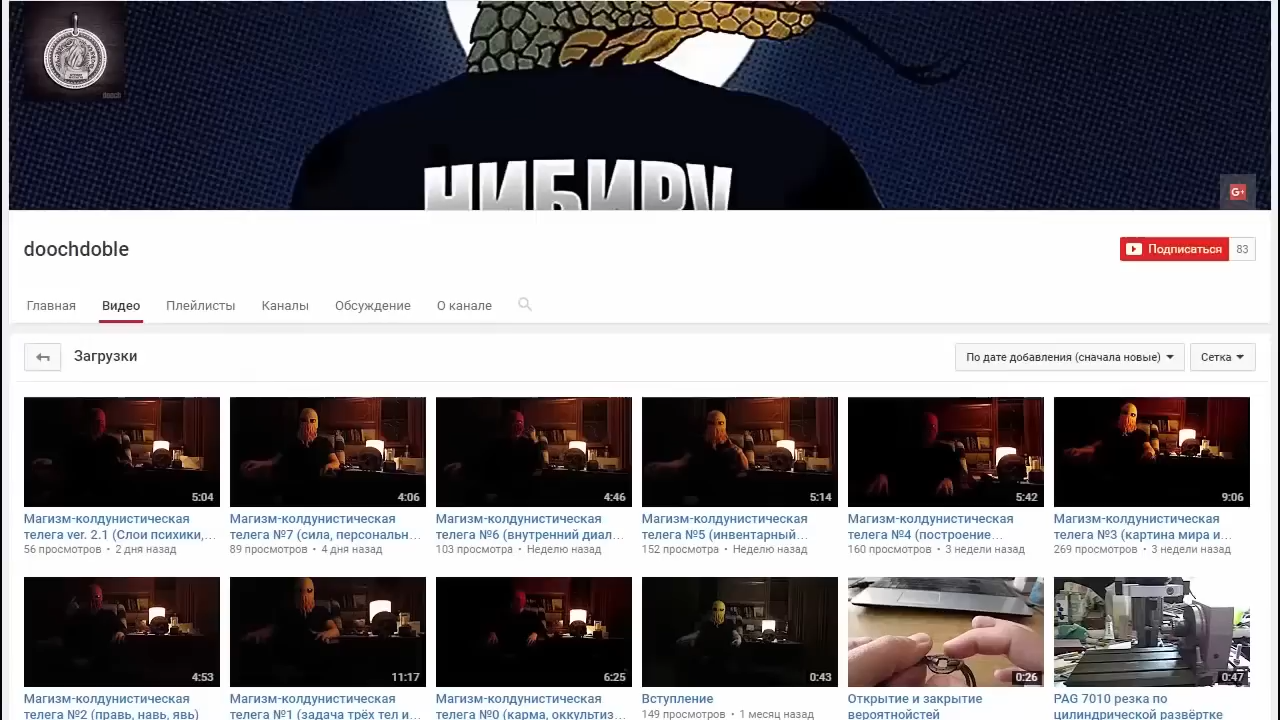 НИБИРУ
G+
doochdoble
Подписаться 83
Главная Видео Плейлисты Каналы Обсуждение О канале
Загрузки
По дате добавления (сначала новые) Сетка
5:04 4:06 4:46 5:14 5:42 9:06
Магизм-колдунистическая Магизм-колдунистическая Магизм-колдунистическая Магизм-колдунистическая Магизм-колдунистическая Магизм-колдунистическая
телега ver. 2.1 (Слои психики,... телега №7 (сила, персональн... телега №6 (внутренний диал... телега №5 (инвентарный... телега №4 (построение... телега №3 (картина мира и...
56 просмотров • 2 дня назад 89 просмотров • 4 дня назад 103 просмотра • Неделю назад 152 просмотра • Неделю назад 160 просмотров • 3 недели назад 269 просмотров • 3 недели назад
4:53 11:17 6:25 0:43 0:26 0:47
Магизм-колдунистическая Магизм-колдунистическая Магизм-колдунистическая Вступление Открытие и закрытие PAG 7010 резка по
телега №2 (правь, навь, явь) телега №1 (задача трёх тел и... телега №0 (карма, оккультиз... 149 просмотров • 1 месяц назад вероятностей цилиндрической развёртке